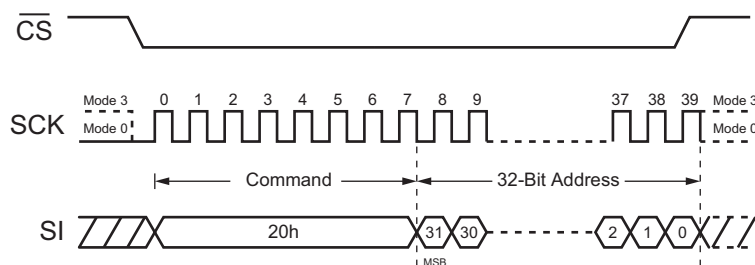 CS
Mode 3 0 1 2 3 4 5 6 7 8 9 37 38 39 Mode 3
SCK
Mode 0 Mode 0
Command 32-Bit Address
SI 20h 31 30 2 1 0
MSB